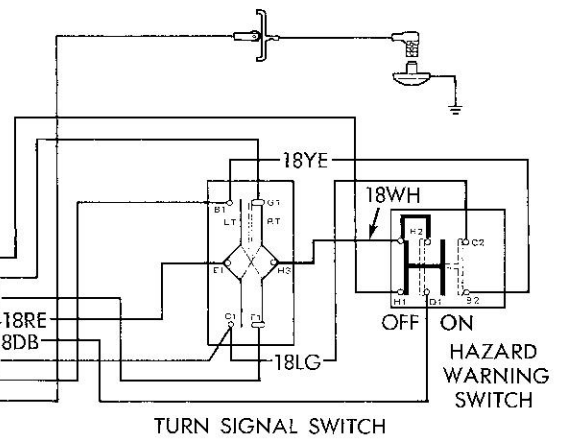 18YE
18WH
B1
G1
LT
RT
H2
C2
E1
H3
H1
D1
B2
18RE
OFF ON
C1
F1
8DB
18LG
HAZARD
WARNING
SWITCH
TURN SIGNAL SWITCH